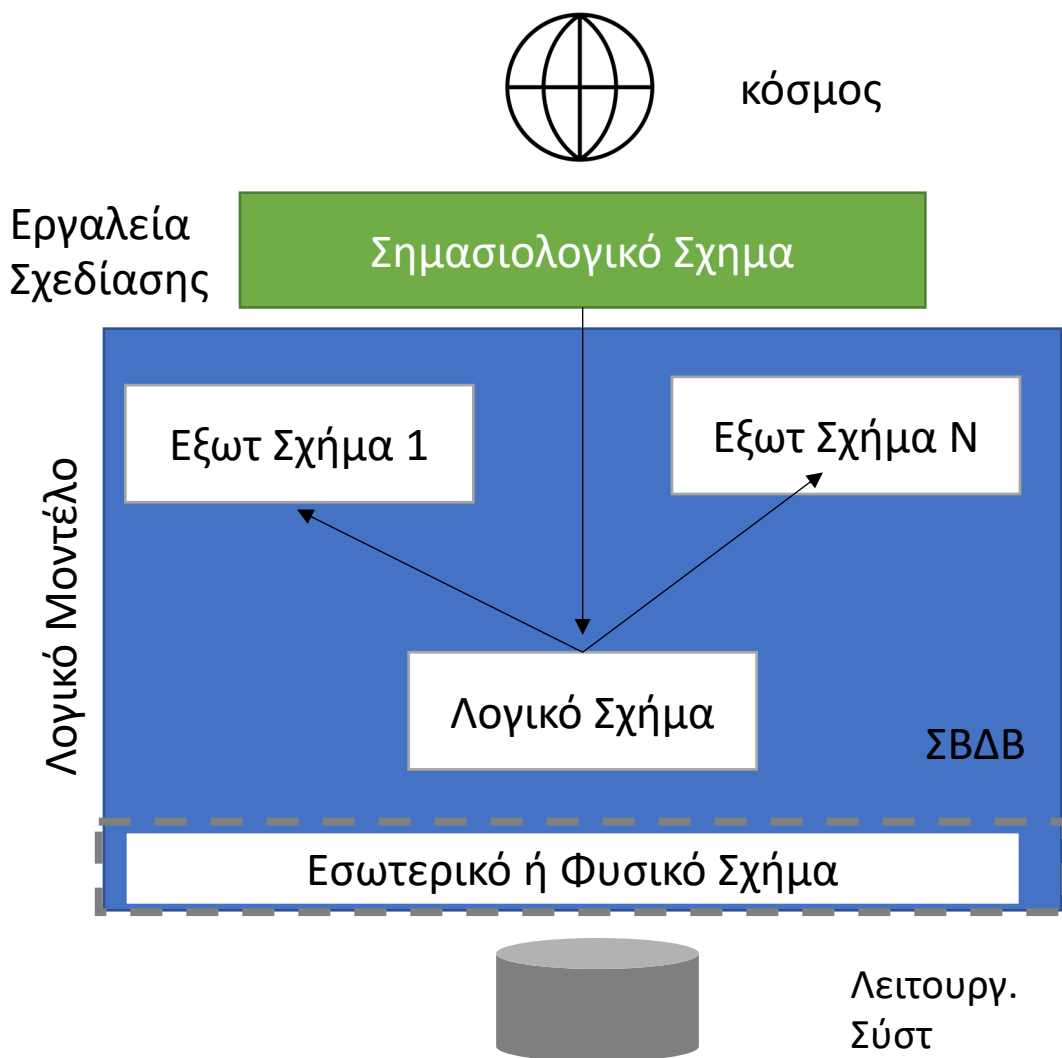 κόσμος
Εργαλεία
Σχεδίασης
Σημασιολογικό Σχημα
Εξωτ Σχήμα 1
Εξωτ Σχήμα Ν
Λογικό Μοντέλο
Λογικό Σχήμα
ΣΒΔΒ
Εσωτερικό ή Φυσικό Σχήμα
Λειτουργ.
Σύστ